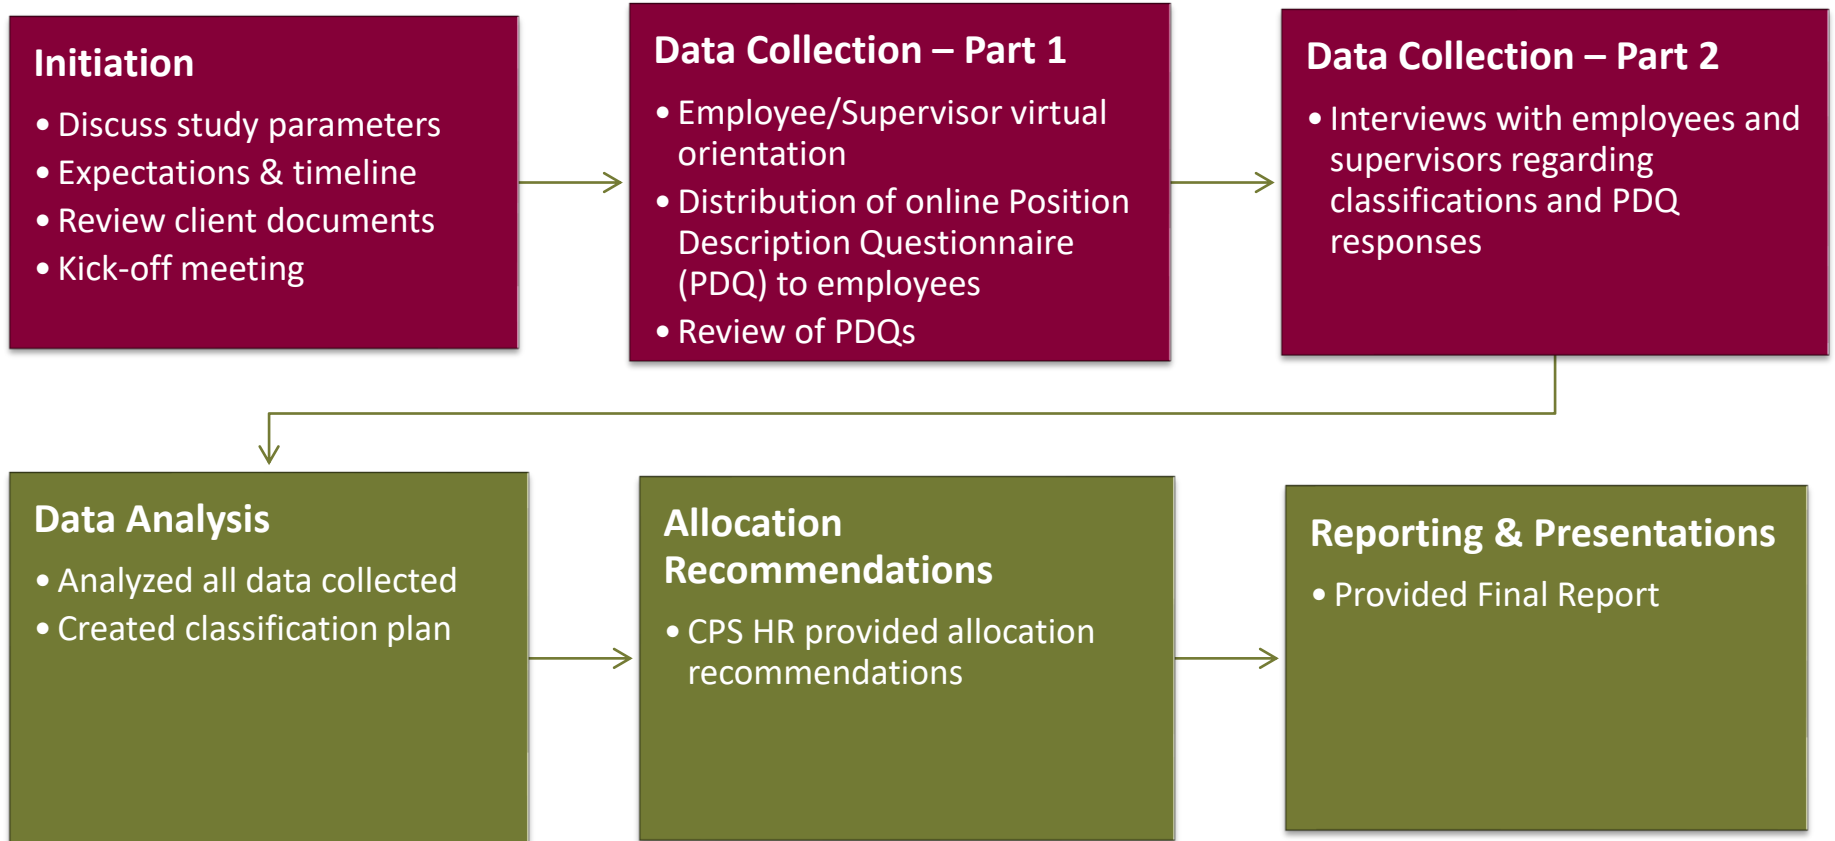 Initiation
• Discuss study parameters
• Expectations & timeline
• Review client documents
• Kick-off meeting
Data Collection – Part 1
• Employee/Supervisor virtual
orientation
• Distribution of online Position
Description Questionnaire
(PDQ) to employees
• Review of PDQs
Data Collection – Part 2
• Interviews with employees and
supervisors regarding
classifications and PDQ
responses
Data Analysis
• Analyzed all data collected
• Created classification plan
Allocation
Recommendations
• CPS HR provided allocation
recommendations
Reporting & Presentations
• Provided Final Report